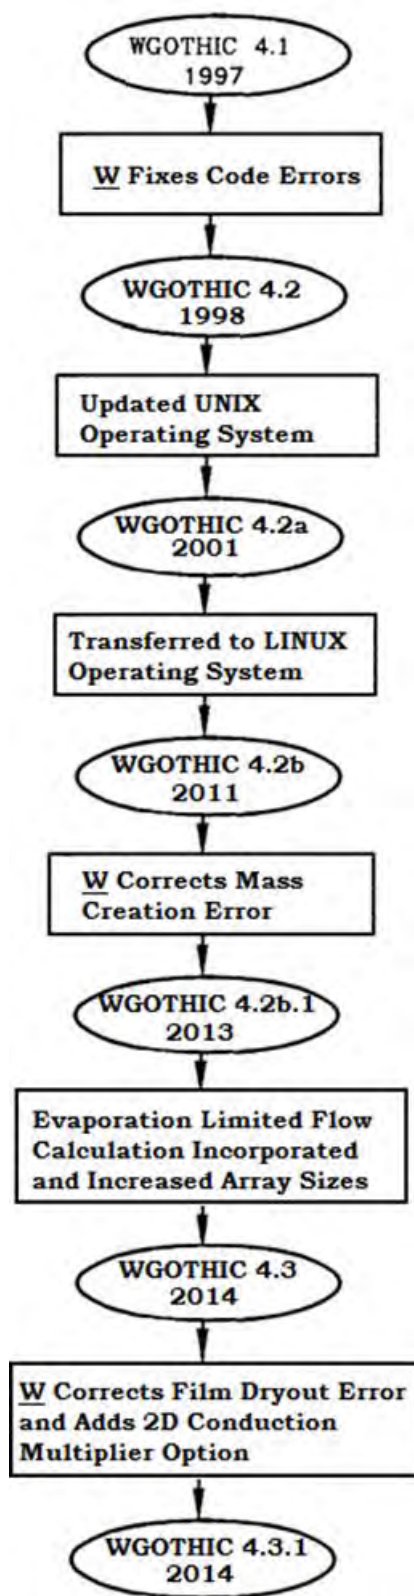 WGOTHIC 4.1
1997
W Fixes Code Errors
WGOTHIC 4.2
1998
Updated UNIX
Operating System
WGOTHIC 4.2a
2001
Transferred to LINUX
Operating System
WGOTHIC 4.2b
2011
W Corrects Mass
Creation Error
WGOTHIC 4.2b.1
2013
Evaporation Limited Flow
Calculation Incorporated
and Increased Array Sizes
WGOTHIC 4.3
2014
W Corrects Film Dryout Error
and Adds 2D Conduction
Multiplier Option
WGOTHIC 4.3.1
2014